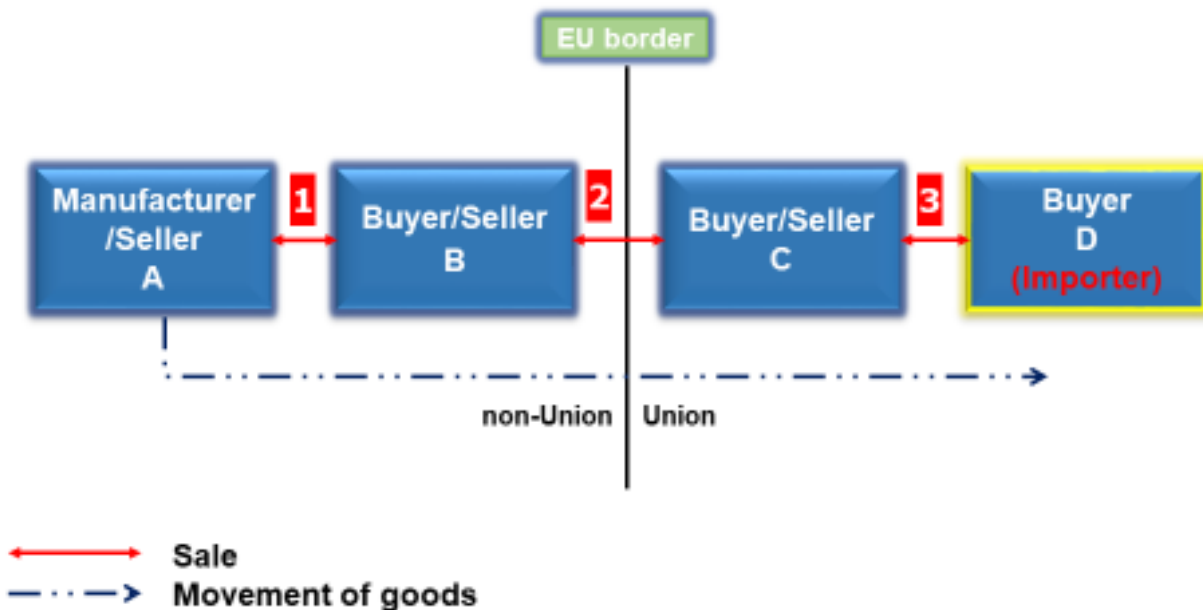 EU border
Manufacturer
/Seller
A
1
Buyer/Seller
B
2
Buyer/Seller
C
3
Buyer
D
(Importer)
non-Union
Union
Sale
Movement of goods